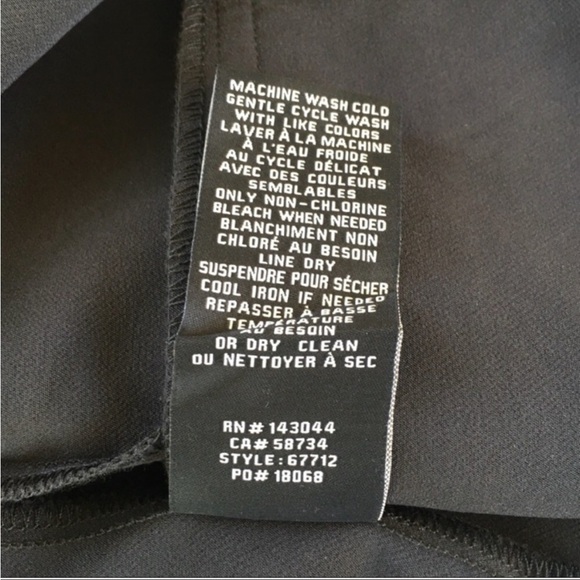 MACHINE WASH COLD
GENTLE CYCLE WASH
WITH LIKE COLORS
LAVER À LA MACHINE
À L'EAU FROIDE
AU CYCLE DÉLICAT
AVEC DES COULEURS
SEMBLABLES
ONLY NON-CHLORINE
BLEACH WHEN NEEDED
BLANCHIMENT NON
CHLORÉ AU BESOIN
LINE DRY
SUSPENDRE POUR SÉCHER
COOL IRON IF NEEDED
REPASSER À BASSE
TEMPÉRATURE
AU BESOIN
OR DRY CLEAN
OU NETTOYER À SEC
RN# 143044
CA# 58734
STYLE: 67712
PO# 18068